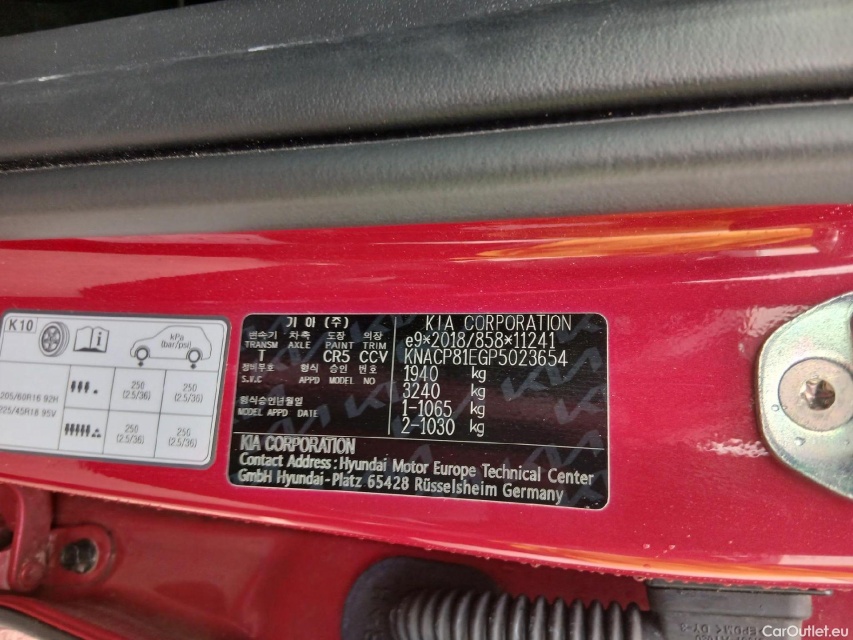 K10
kPa
(bar/psi)
205/60R16 92H
250
(2.5/36)
250
(2.5/36)
225/45R18 95V
250
(2.5/36)
250
(2.5/36)
기아 (주)
변속기 차축 도장 의장
TRANSM AXLE PAINT TRIM
T CR5 CCV
정비부호 형식 승인 번호
S.V.C APPD MODEL NO
형식승인년월일
MODEL APPD DATE
KIA CORPORATION
e9*2018/858*11241
KNACP81EGP5023654
1940 kg
3240 kg
1-1065 kg
2-1030 kg
KIA CORPORATION
Contact Address : Hyundai Motor Europe Technical Center
GmbH Hyundai-Platz 65428 Rüsselsheim Germany
CarOutlet.eu